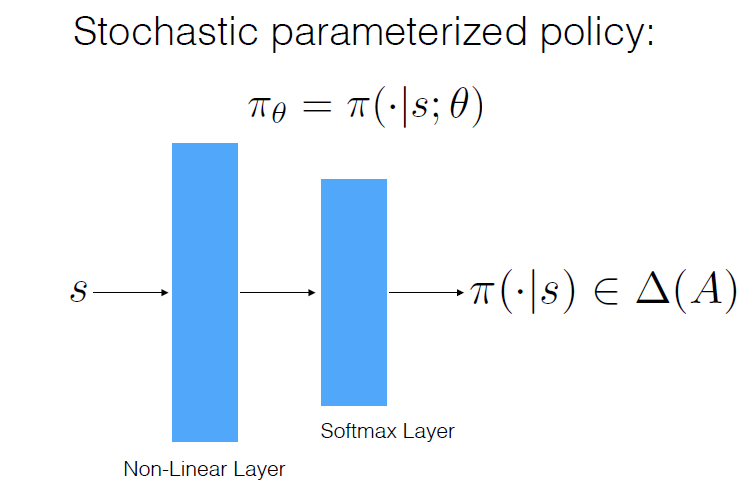 Stochastic parameterized policy:
π_θ = π(·|s; θ)
s
π(·|s) ∈ Δ(A)
Softmax Layer
Non-Linear Layer